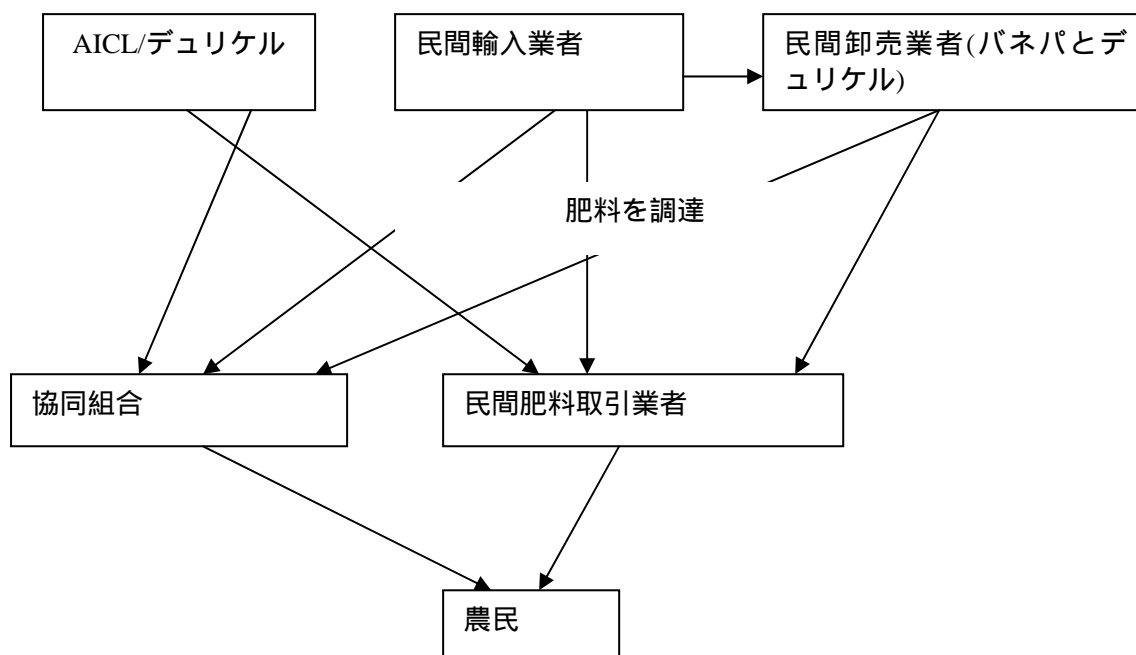 AICL/デュリケル
民間輸入業者
民間卸売業者(バネパとデ
ュリケル)
肥料を調達
協同組合
民間肥料取引業者
農民